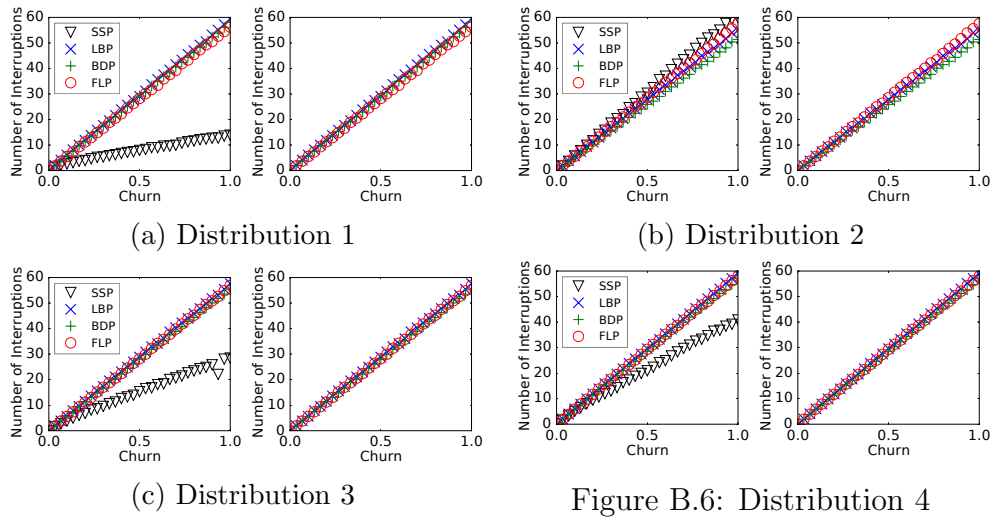 60
50
40
30
20
10
0
Number of Interruptions
SSP
LBP
BDP
FLP
0.0 0.5 1.0
Churn
60
50
40
30
20
10
0
Number of Interruptions
0.0 0.5 1.0
Churn
(a) Distribution 1
60
50
40
30
20
10
0
Number of Interruptions
SSP
LBP
BDP
FLP
0.0 0.5 1.0
Churn
60
50
40
30
20
10
0
Number of Interruptions
0.0 0.5 1.0
Churn
(b) Distribution 2
60
50
40
30
20
10
0
Number of Interruptions
SSP
LBP
BDP
FLP
0.0 0.5 1.0
Churn
60
50
40
30
20
10
0
Number of Interruptions
0.0 0.5 1.0
Churn
(c) Distribution 3
60
50
40
30
20
10
0
Number of Interruptions
SSP
LBP
BDP
FLP
0.0 0.5 1.0
Churn
60
50
40
30
20
10
0
Number of Interruptions
0.0 0.5 1.0
Churn
Figure B.6: Distribution 4